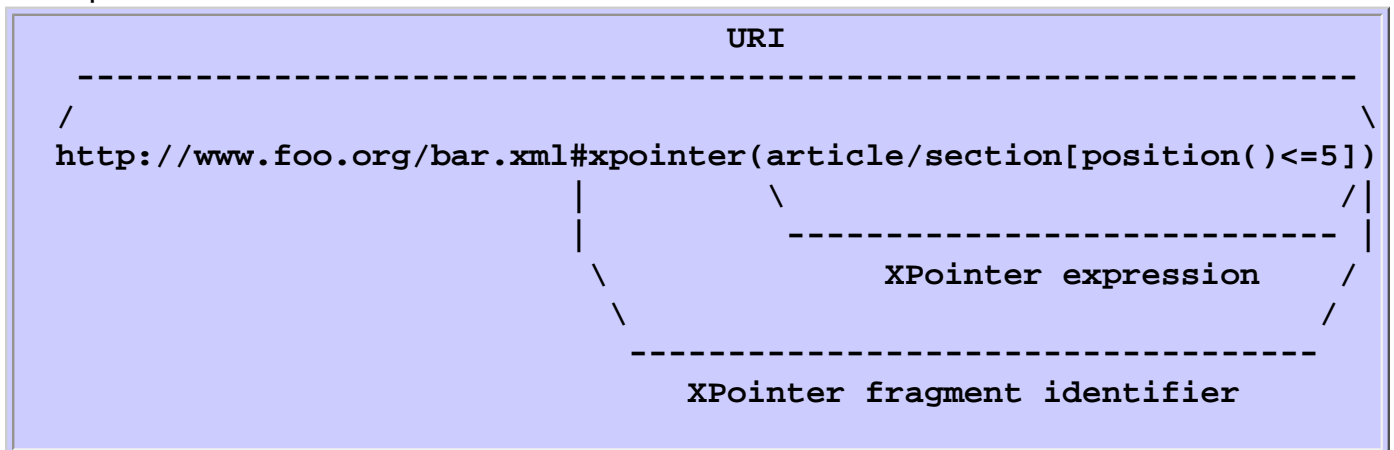 URI
-----------------------------------------------------------------
/ \
http://www.foo.org/bar.xml#xpointer(article/section[position()<=5])
| \ /|
| ---------------------------- |
\ XPointer expression /
\ /
-----------------------------------
XPointer fragment identifier